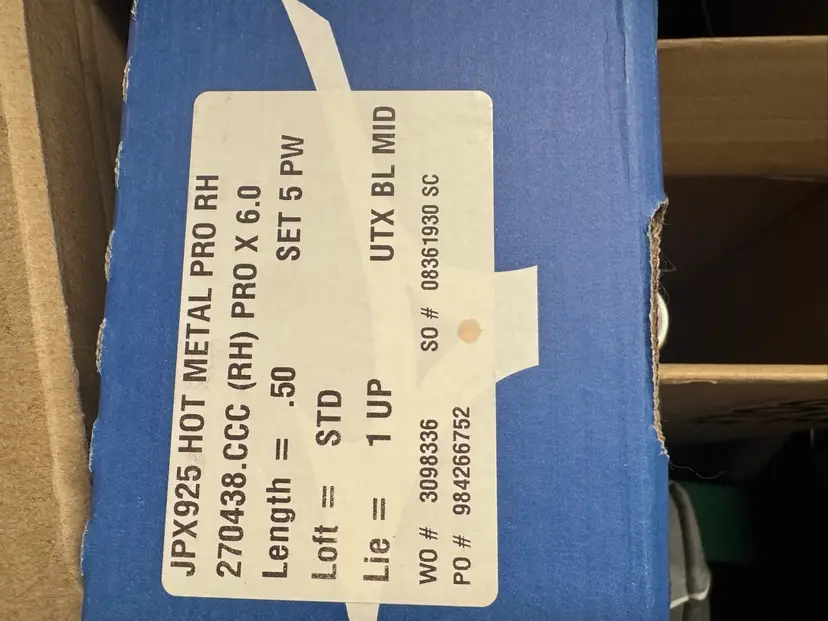 JPX925 HOT METAL PRO RH
270438.CCC (RH) PRO X 6.0
Length = .50 SET 5 PW
Loft = STD
Lie = 1 UP UTX BL MID
WO # 3098336 SO # 08361930 SC
PO # 984266752